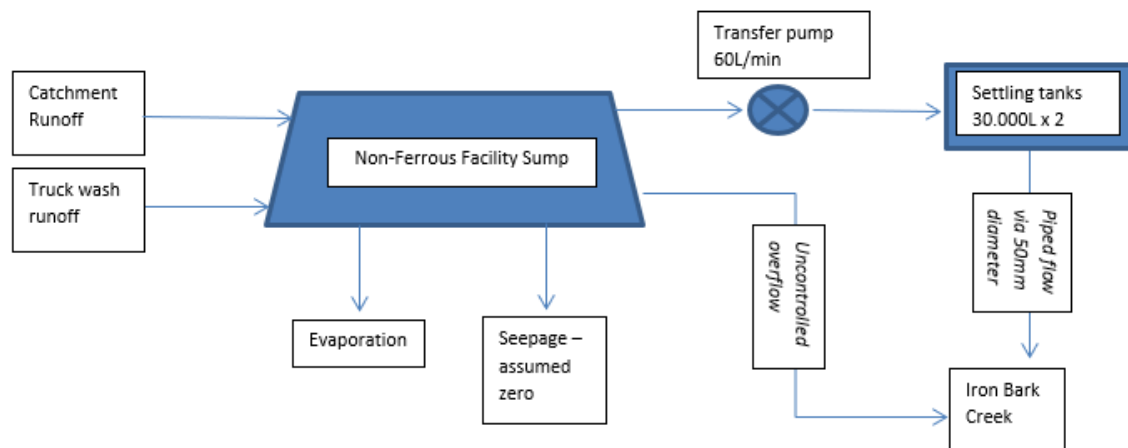 Transfer pump
60L/min
Catchment
Runoff
Settling tanks
30.000L x 2
Non-Ferrous Facility Sump
Truck wash
runoff
Uncontrolled
overflow
Piped flow
via 50mm
diameter
Evaporation
Seepage –
assumed
zero
Iron Bark
Creek